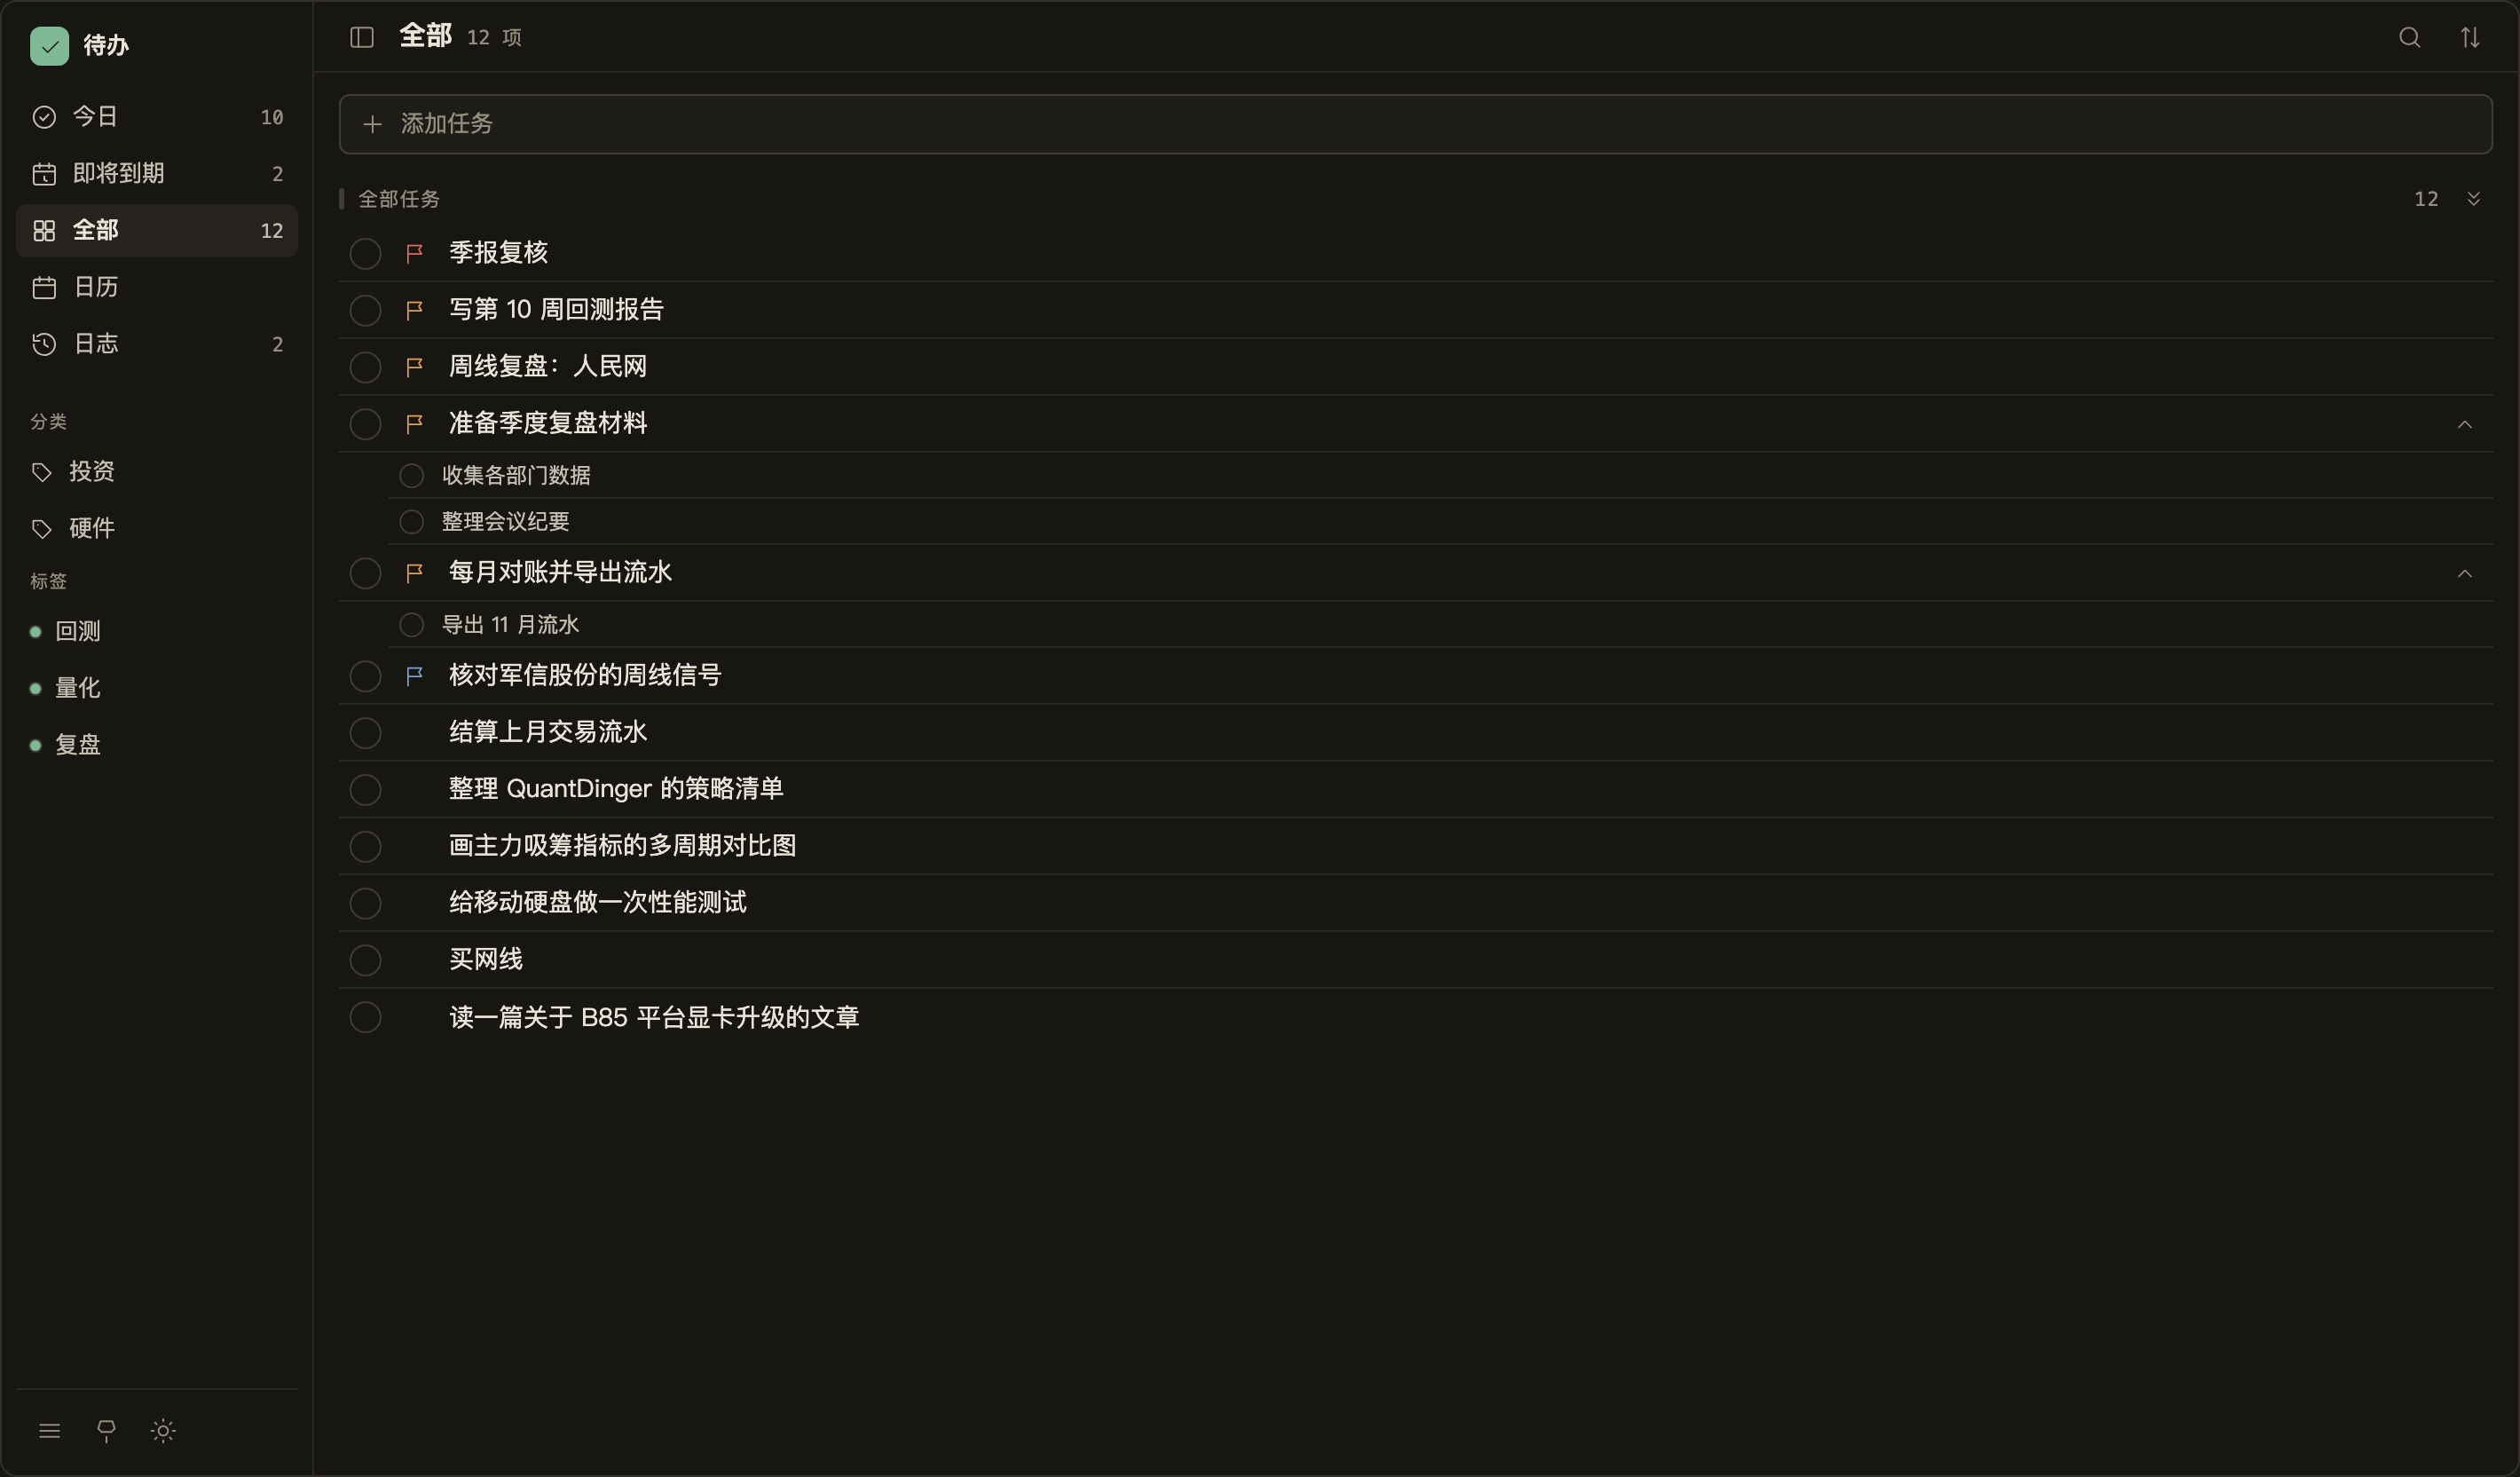 待办
今日 10
即将到期 2
全部 12
日历
日志 2
分类
投资
硬件
标签
回测
量化
复盘
全部 12 项
添加任务
全部任务 12
季报复核
写第 10 周回测报告
周线复盘：人民网
准备季度复盘材料
收集各部门数据
整理会议纪要
每月对账并导出流水
导出 11 月流水
核对军信股份的周线信号
结算上月交易流水
整理 QuantDinger 的策略清单
画主力吸筹指标的多周期对比图
给移动硬盘做一次性能测试
买网线
读一篇关于 B85 平台显卡升级的文章